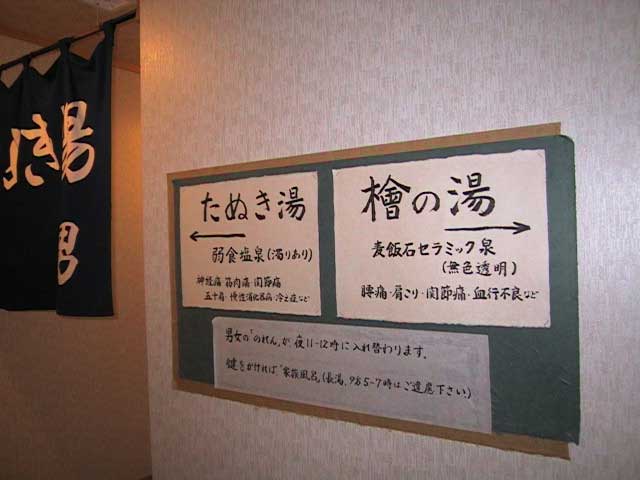 湯
男
たぬき湯
弱食塩泉(濁りあり)
神経痛・筋肉痛・関節痛
五十肩・慢性消化器病・冷え症など
檜の湯
麦飯石セラミック泉
(無色透明)
腰痛・肩こり・関節痛・血行不良など
男女の「のれん」が、夜11-12時に入れ替わります。
鍵をかければ「家族風呂」(長湯、夕方5-7時はご遠慮下さい)